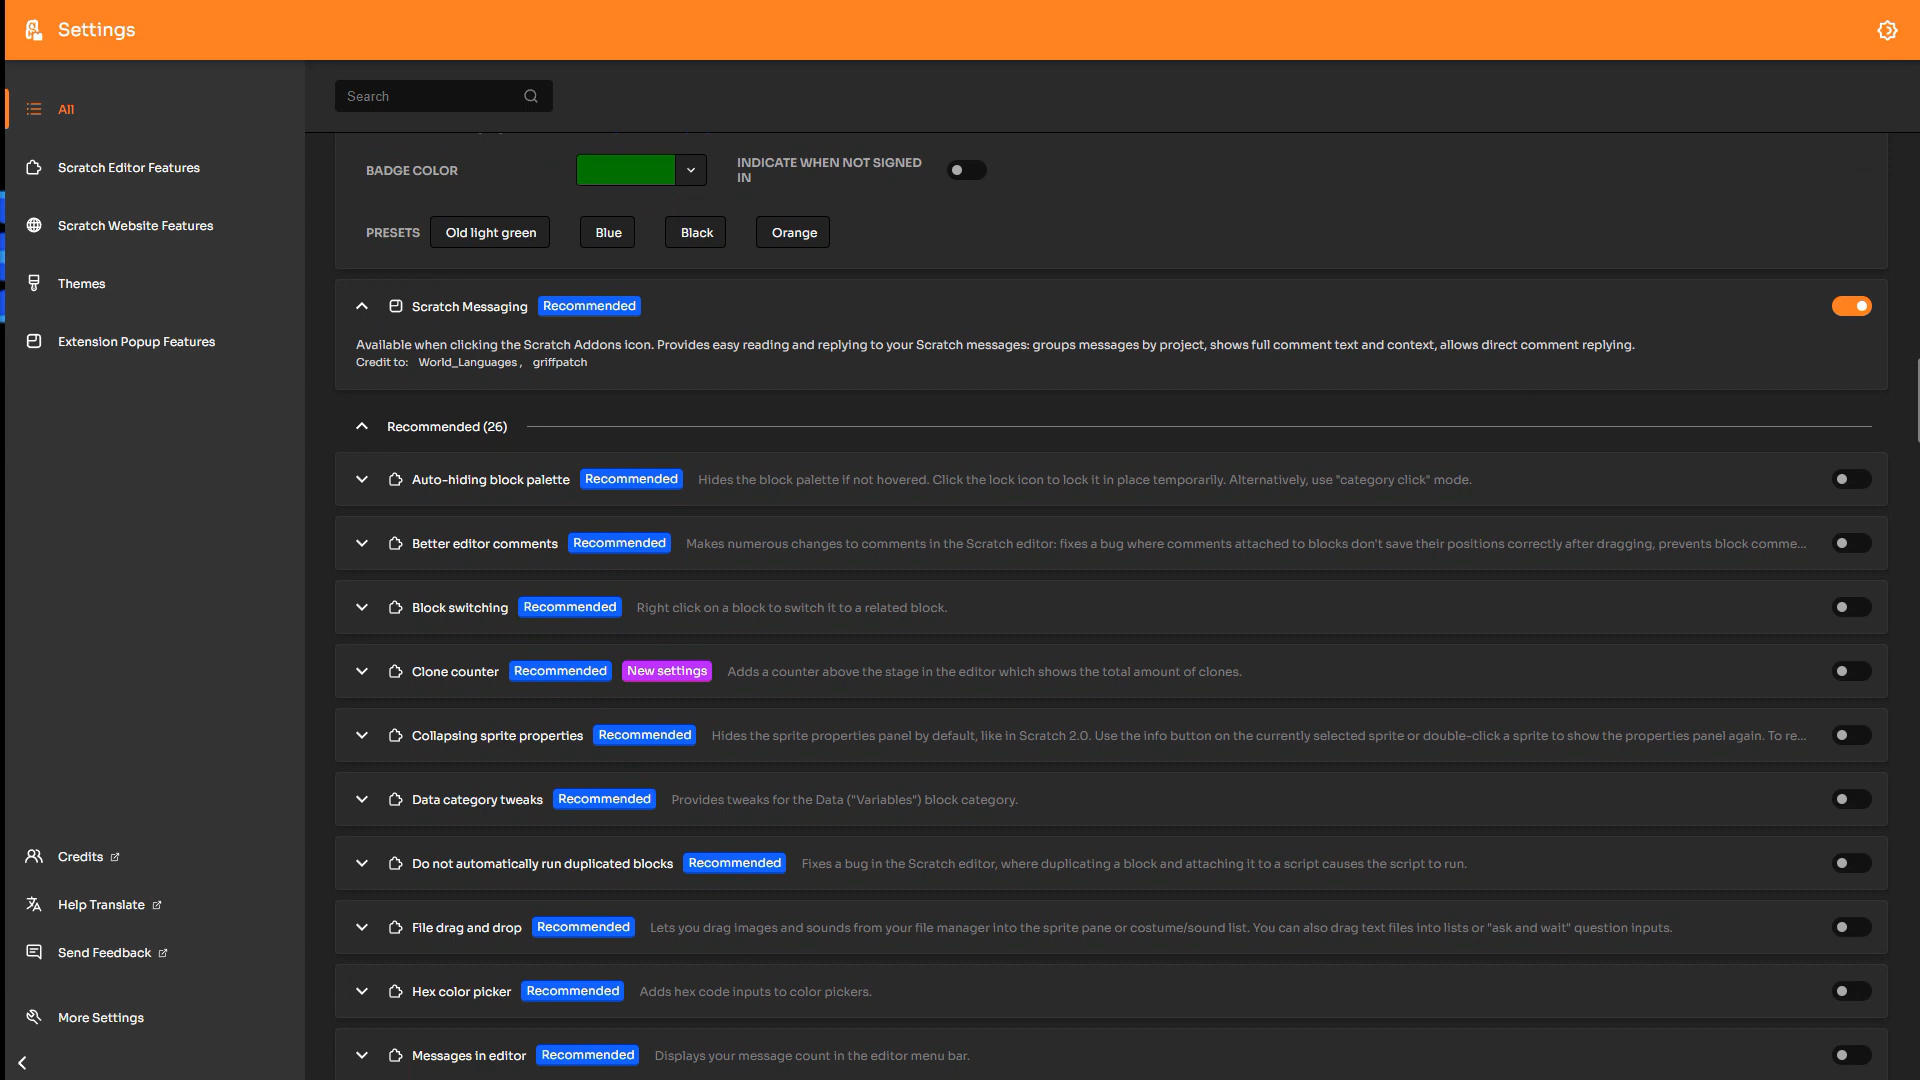 Settings
All
Scratch Editor Features
Scratch Website Features
Themes
Extension Popup Features
Credits
Help Translate
Send Feedback
More Settings
Search
BADGE COLOR
INDICATE WHEN NOT SIGNED
IN
PRESETS Old light green Blue Black Orange
Scratch Messaging Recommended
Available when clicking the Scratch Addons icon. Provides easy reading and replying to your Scratch messages: groups messages by project, shows full comment text and context, allows direct comment replying.
Credit to: World_Languages, griffpatch
Recommended (26)
Auto-hiding block palette Recommended Hides the block palette if not hovered. Click the lock icon to lock it in place temporarily. Alternatively, use "category click" mode.
Better editor comments Recommended Makes numerous changes to comments in the Scratch editor: fixes a bug where comments attached to blocks don't save their positions correctly after dragging, prevents block comme...
Block switching Recommended Right click on a block to switch it to a related block.
Clone counter Recommended New settings Adds a counter above the stage in the editor which shows the total amount of clones.
Collapsing sprite properties Recommended Hides the sprite properties panel by default, like in Scratch 2.0. Use the info button on the currently selected sprite or double-click a sprite to show the properties panel again. To re...
Data category tweaks Recommended Provides tweaks for the Data ("Variables") block category.
Do not automatically run duplicated blocks Recommended Fixes a bug in the Scratch editor, where duplicating a block and attaching it to a script causes the script to run.
File drag and drop Recommended Lets you drag images and sounds from your file manager into the sprite pane or costume/sound list. You can also drag text files into lists or "ask and wait" question inputs.
Hex color picker Recommended Adds hex code inputs to color pickers.
Messages in editor Recommended Displays your message count in the editor menu bar.